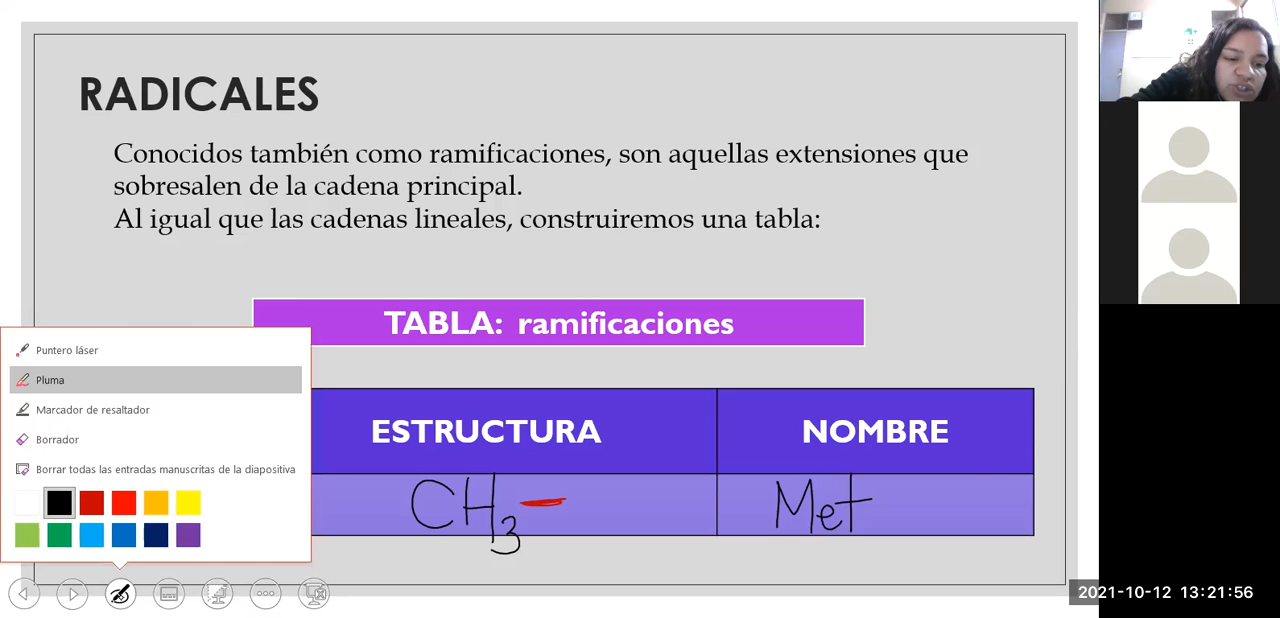 RADICALES
Conocidos también como ramificaciones, son aquellas extensiones que
sobresalen de la cadena principal.
Al igual que las cadenas lineales, construiremos una tabla:
TABLA: ramificaciones
Puntero láser
Pluma
Marcador de resaltador
Borrador
Borrar todas las entradas manuscritas de la diapositiva
ESTRUCTURA NOMBRE
CH3- Met
2021-10-12 13:21:56